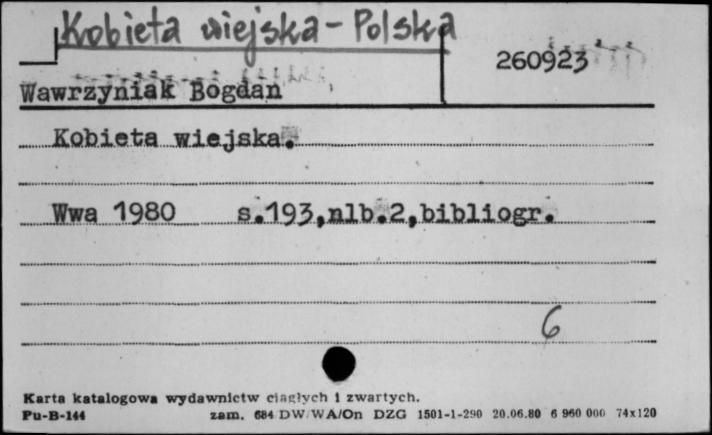 Kobieta wiejska - Polska
260923
Wawrzyniak Bogdan
Kobieta wiejska.
Wwa 1980 s.193,nlb.2,bibliogr.
6
Karta katalogowa wydawnictw ciągłych i zwartych.
Pu-B-144 zam. 684 DW/WA/On DZG 1501-1-290 20.06.80 6 960 000 74x120